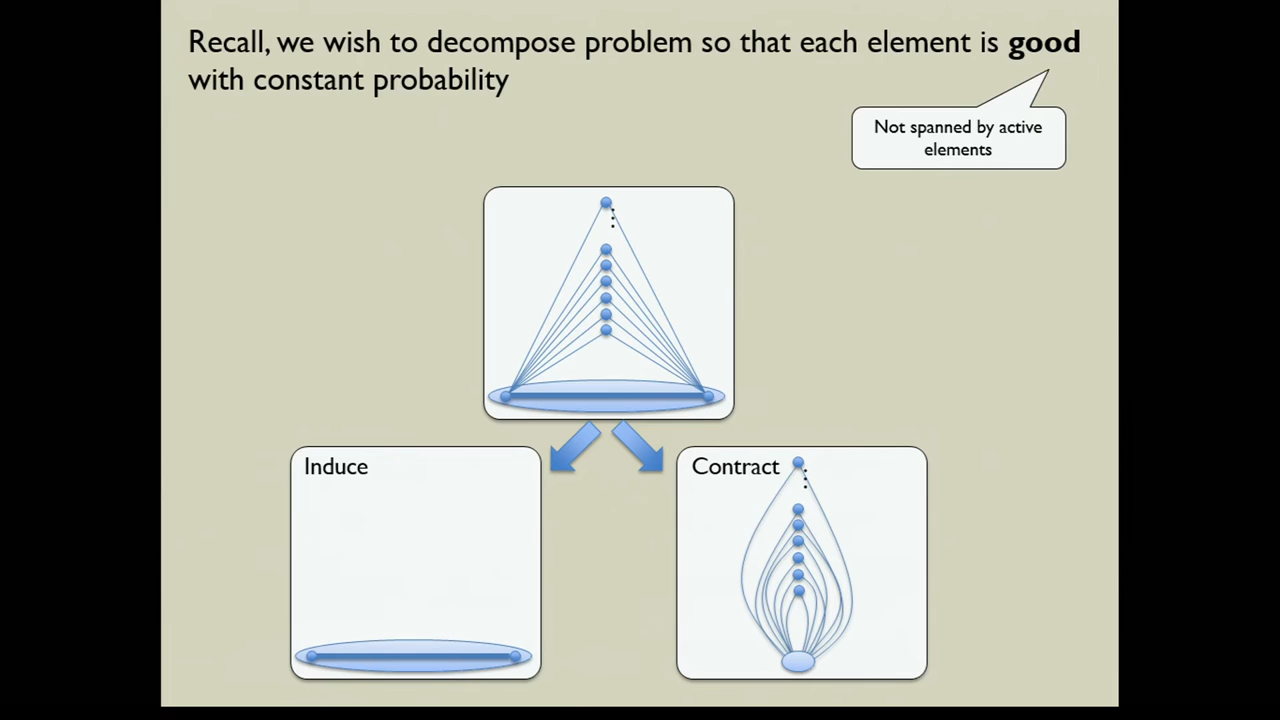 Recall, we wish to decompose problem so that each element is good
with constant probability
Not spanned by active
elements
Induce
Contract